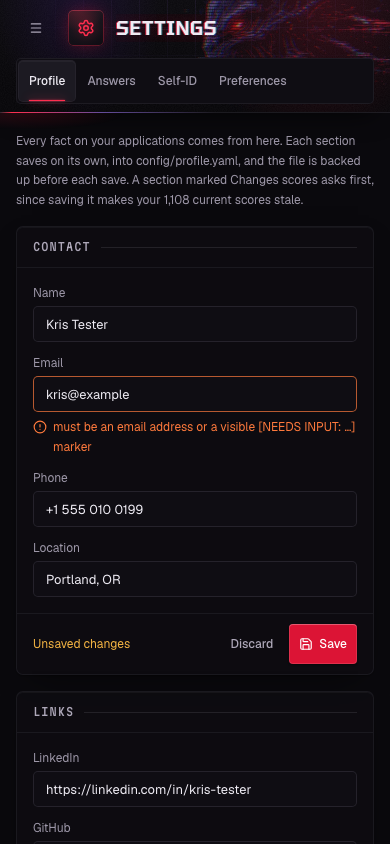 SETTINGS
Profile
Answers
Self-ID
Preferences
Every fact on your applications comes from here. Each section
saves on its own, into config/profile.yaml, and the file is backed
up before each save. A section marked Changes scores asks first,
since saving it makes your 1,108 current scores stale.
CONTACT
Name
Kris Tester
Email
kris@example
must be an email address or a visible [NEEDS INPUT: …]
marker
Phone
+1 555 010 0199
Location
Portland, OR
Unsaved changes
Discard
Save
LINKS
LinkedIn
https://linkedin.com/in/kris-tester
GitHub